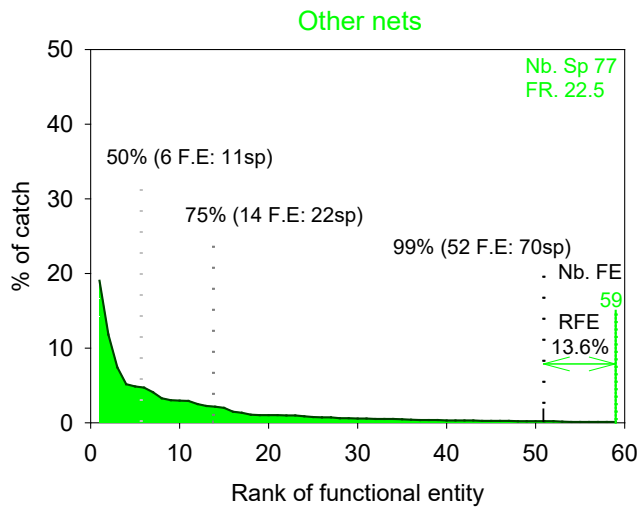 Other nets
Nb. Sp 77
FR. 22.5
50% (6 F.E: 11sp)
75% (14 F.E: 22sp)
99% (52 F.E: 70sp)
Nb. FE
59
RFE
13.6%
% of catch
50
40
30
20
10
0
0 10 20 30 40 50 60
Rank of functional entity